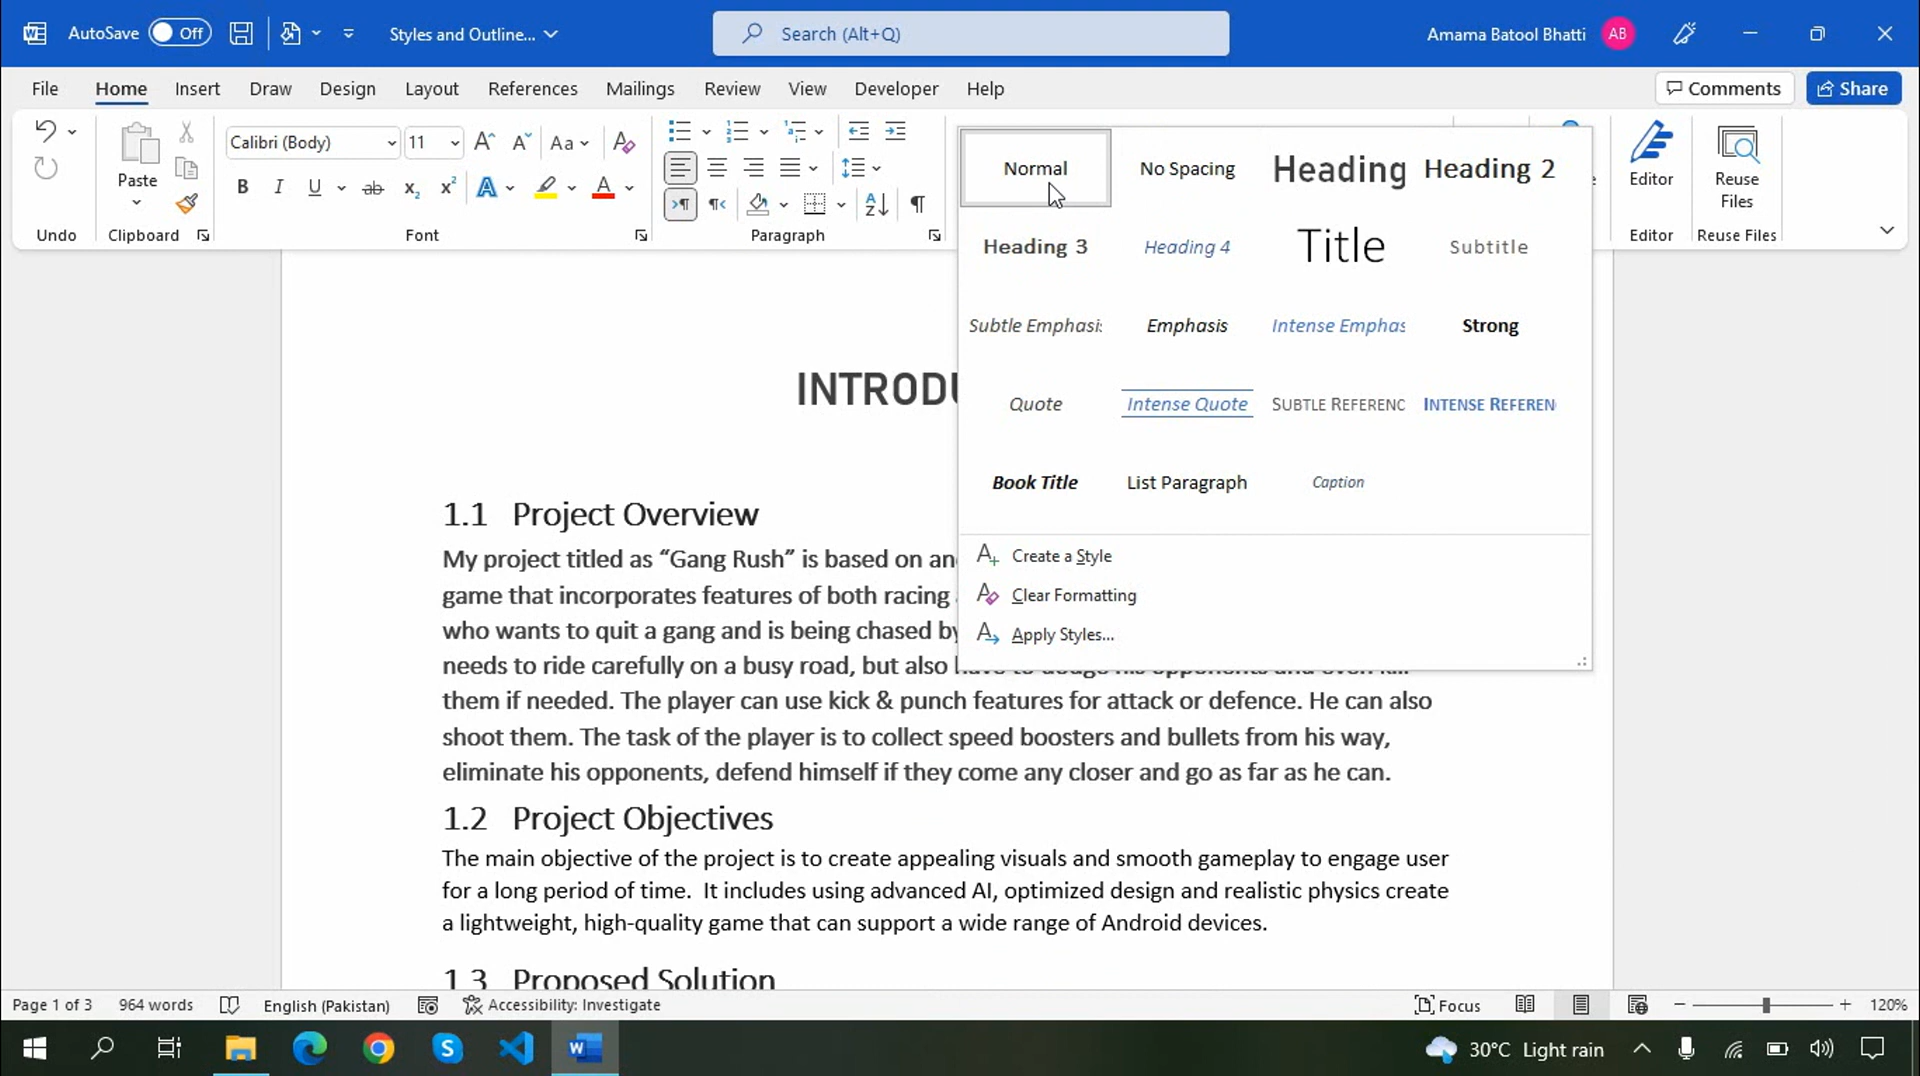 AutoSave Off Styles and Outline... Search (Alt+Q) Amama Batool Bhatti AB
File Home Insert Draw Design Layout References Mailings Review View Developer Help Comments Share
Paste
Calibri (Body) 11
Undo Clipboard Font Paragraph
Editor
Reuse Files
Editor Reuse Files
Normal No Spacing Heading Heading 2
Heading 3 Heading 4 Title Subtitle
Subtle Emphasis Emphasis Intense Emphas Strong
Quote Intense Quote SUBTLE REFERENC INTENSE REFEREN
Book Title List Paragraph Caption
Create a Style
Clear Formatting
Apply Styles...
INTRODU
1.1 Project Overview
My project titled as “Gang Rush” is based on an
game that incorporates features of both racing
who wants to quit a gang and is being chased by
needs to ride carefully on a busy road, but also have to dodge his opponents and even kill
them if needed. The player can use kick & punch features for attack or defence. He can also
shoot them. The task of the player is to collect speed boosters and bullets from his way,
eliminate his opponents, defend himself if they come any closer and go as far as he can.
1.2 Project Objectives
The main objective of the project is to create appealing visuals and smooth gameplay to engage user
for a long period of time. It includes using advanced AI, optimized design and realistic physics create
a lightweight, high-quality game that can support a wide range of Android devices.
1.3 Proposed Solution
Page 1 of 3 964 words English (Pakistan) Accessibility: Investigate Focus 120%
30°C Light rain